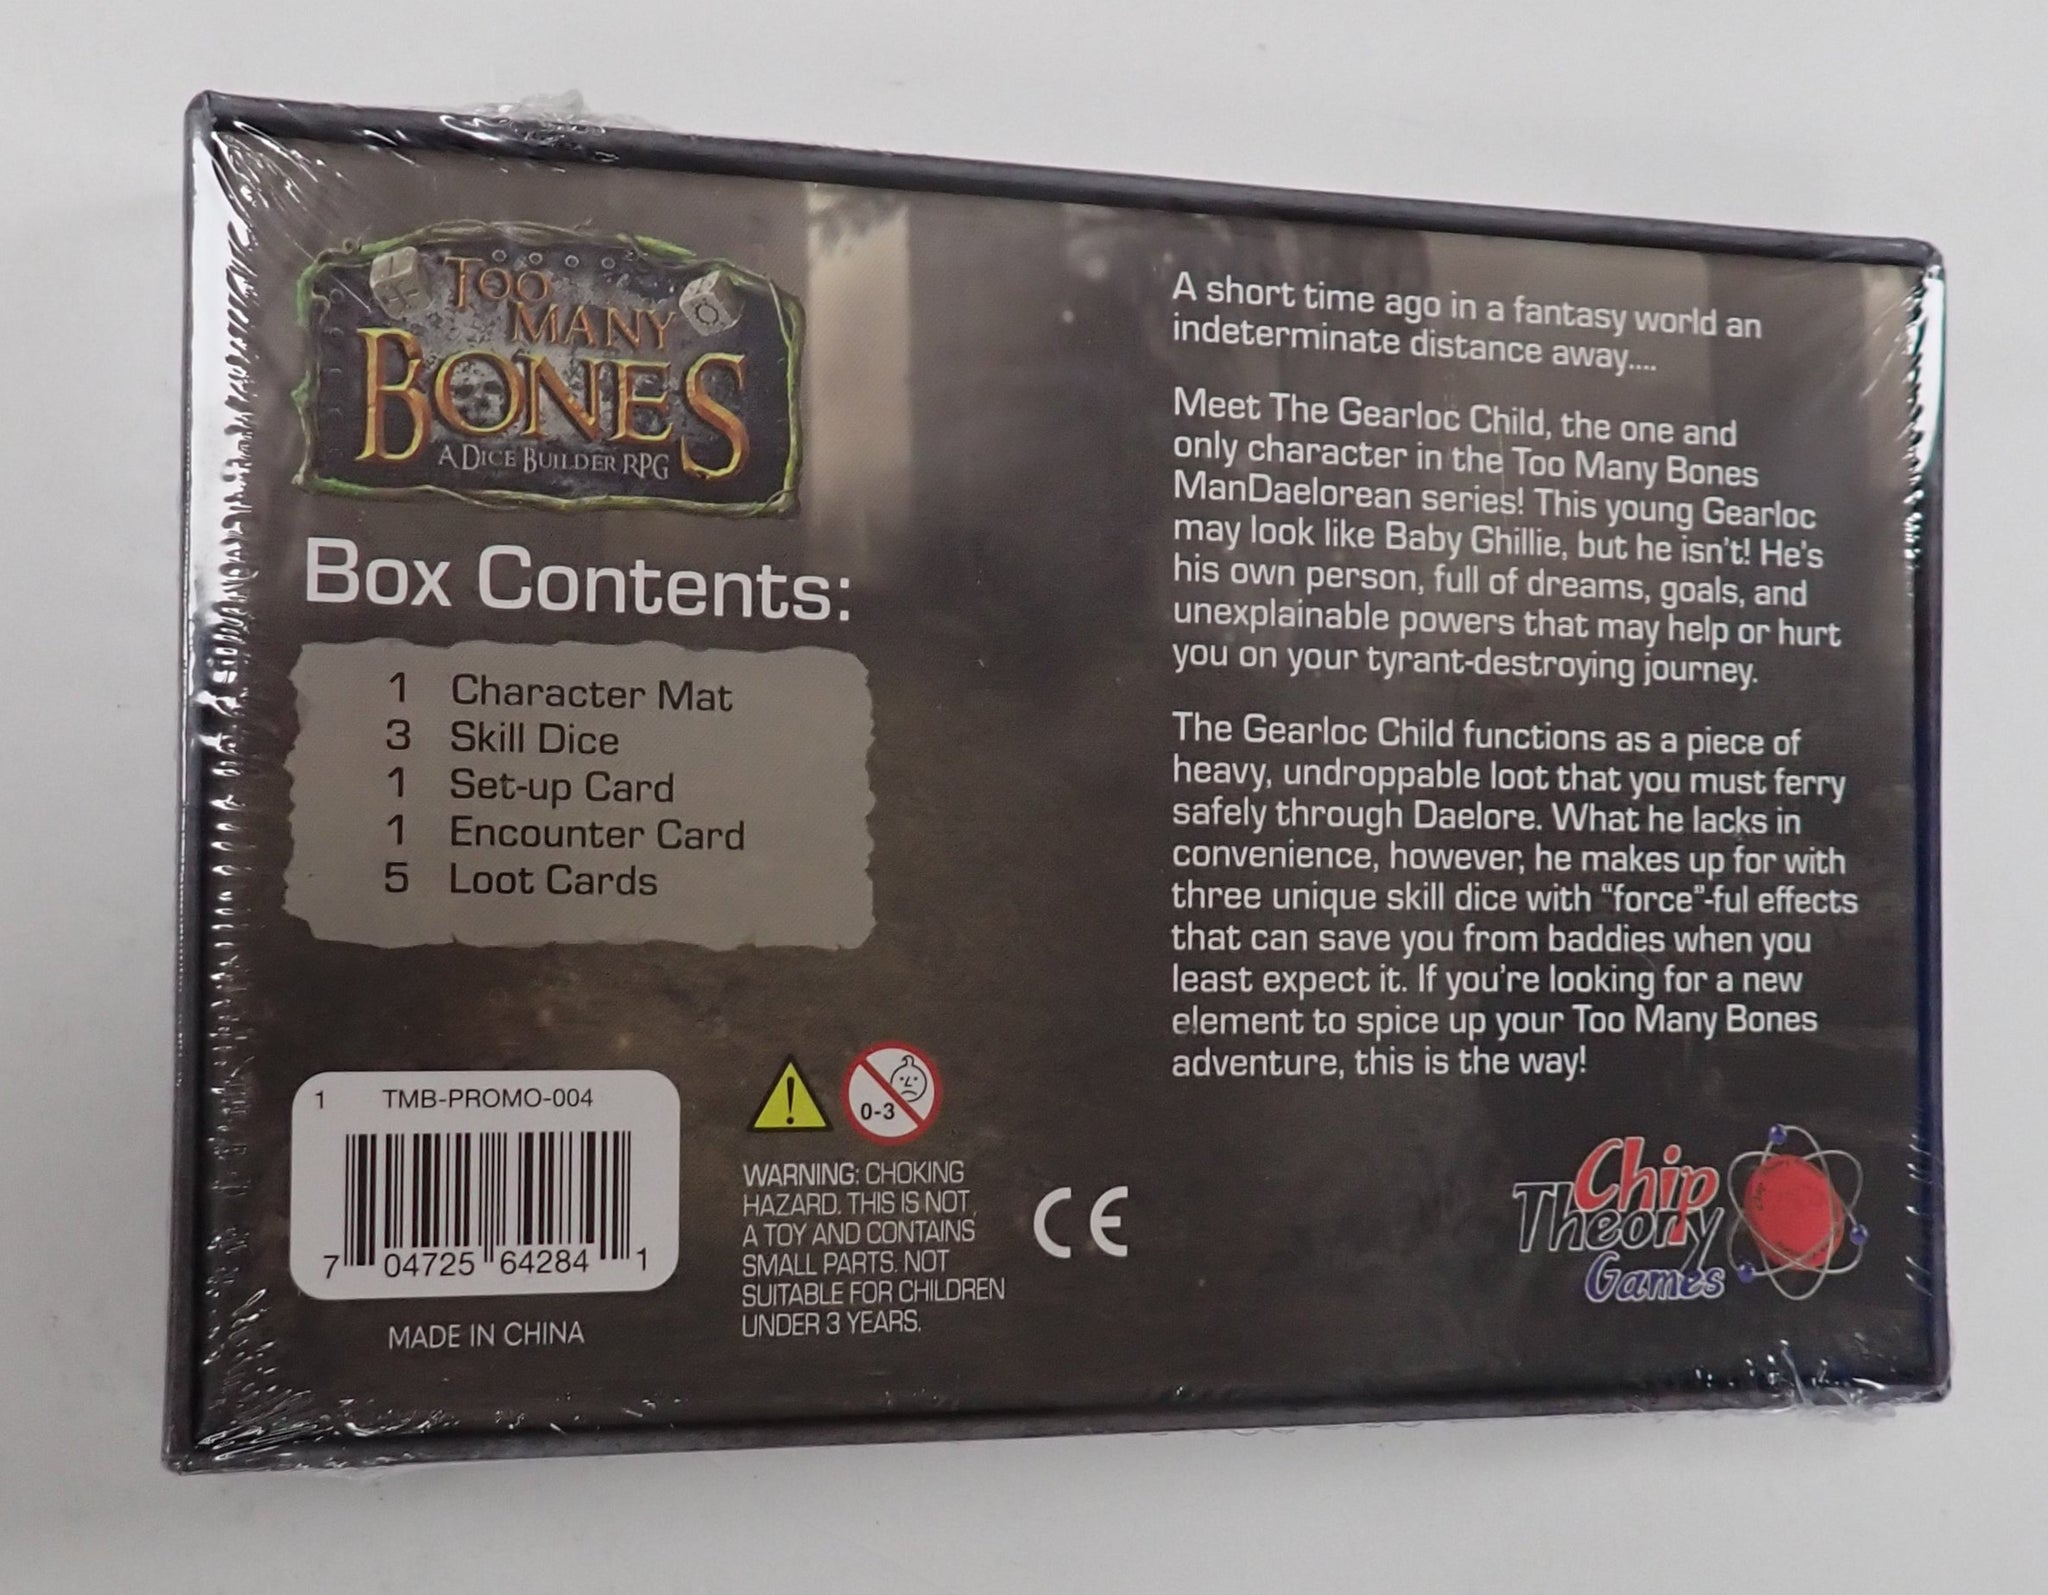 TOO
MANY
BONES
A DICE BUILDER RPG
Box Contents:
1 Character Mat
3 Skill Dice
1 Set-up Card
1 Encounter Card
5 Loot Cards
1 TMB-PROMO-004
7 04725 64284 1
MADE IN CHINA
0-3
WARNING: CHOKING
HAZARD. THIS IS NOT
A TOY AND CONTAINS
SMALL PARTS. NOT
SUITABLE FOR CHILDREN
UNDER 3 YEARS.
CE
A short time ago in a fantasy world an
indeterminate distance away....
Meet The Gearloc Child, the one and
only character in the Too Many Bones
ManDaelorean series! This young Gearloc
may look like Baby Ghillie, but he isn't! He's
his own person, full of dreams, goals, and
unexplainable powers that may help or hurt
you on your tyrant-destroying journey.
The Gearloc Child functions as a piece of
heavy, undroppable loot that you must ferry
safely through Daelore. What he lacks in
convenience, however, he makes up for with
three unique skill dice with "force"-ful effects
that can save you from baddies when you
least expect it. If you're looking for a new
element to spice up your Too Many Bones
adventure, this is the way!
Chip
Theory
Games